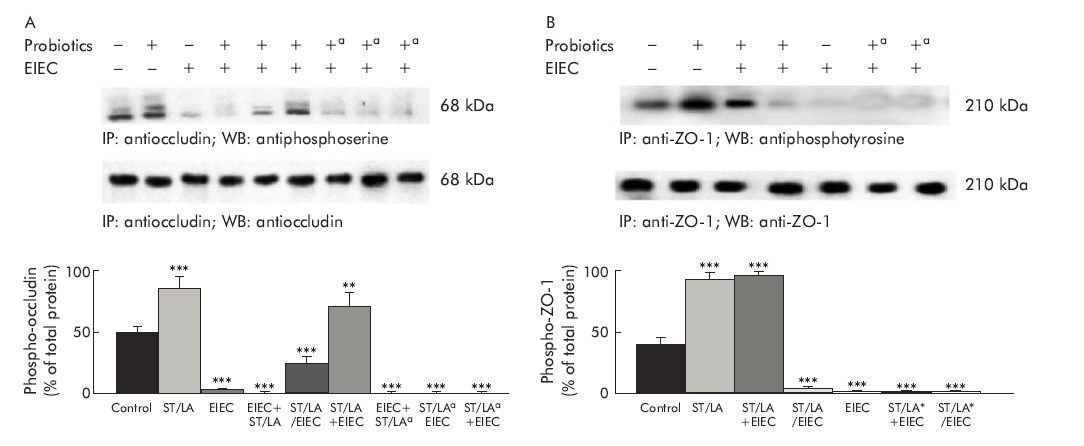 A
Probiotics – + – + + + +a +a +a
EIEC – – + + + + + + +
68 kDa
IP: antioccludin; WB: antiphosphoserine
68 kDa
IP: antioccludin; WB: antioccludin
Phospho-occludin
(% of total protein)
100
50
0
*** *** *** *** ** *** *** ***
Control ST/LA EIEC EIEC+ ST/LA ST/LA EIEC+ ST/LAa ST/LAa
ST/LA /EIEC +EIEC ST/LAa EIEC +EIEC
B
Probiotics – + + + – +a +a
EIEC – – + + + + +
210 kDa
IP: anti-ZO-1; WB: antiphosphotyrosine
210 kDa
IP: anti-ZO-1; WB: anti-ZO-1
Phospho-ZO-1
(% of total protein)
100
50
0
*** *** *** *** *** ***
Control ST/LA ST/LA ST/LA EIEC ST/LA* ST/LA*
+EIEC /EIEC +EIEC /EIEC